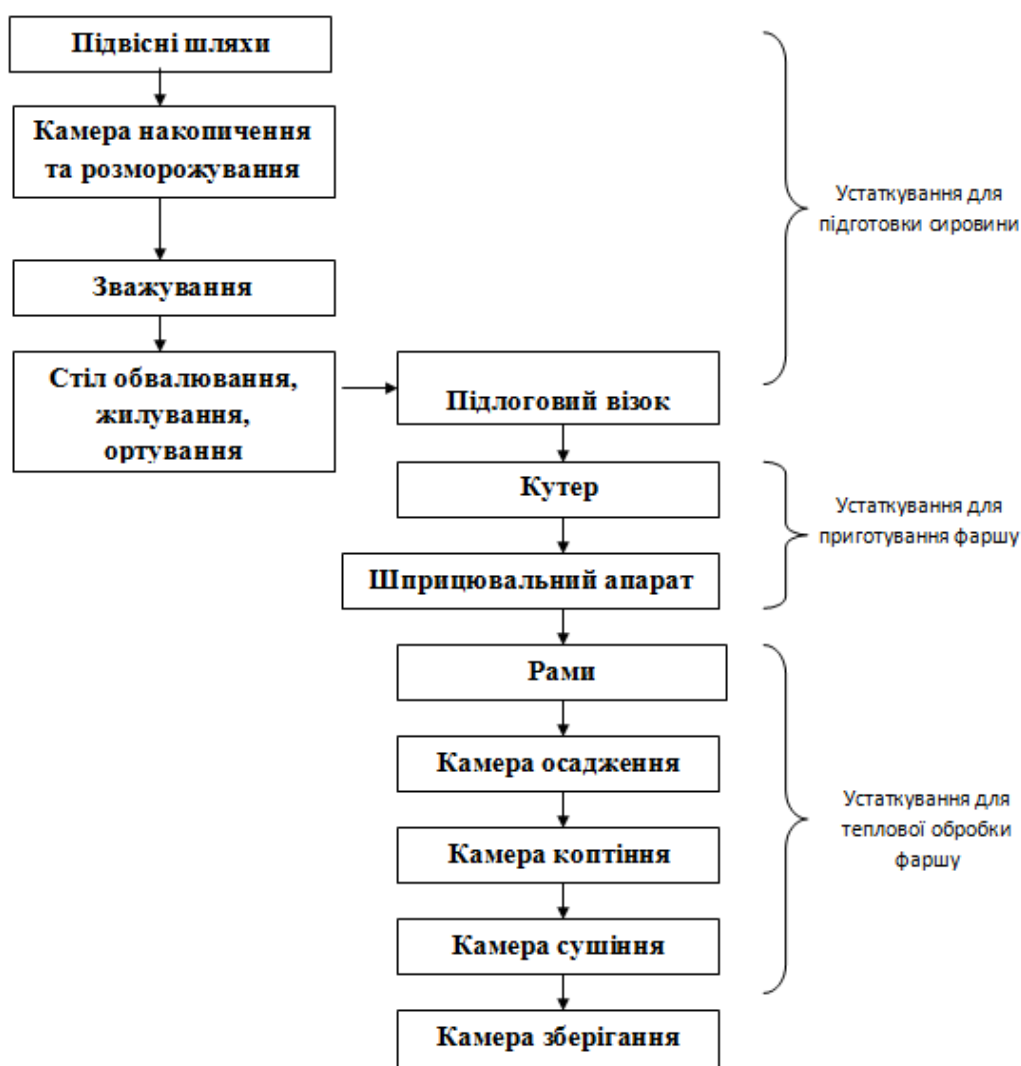 Підвісні шляхи
Камера накопичення
та розморожування
Зважування
Стіл обвалювання,
жилування,
ортування
Підлоговий візок
Кутер
Шприцювальний апарат
Рами
Камера осадження
Камера коптіння
Камера сушіння
Камера зберігання
Устаткування для
підготовки сировини
Устаткування для
приготування фаршу
Устаткування для
теплової обробки
фаршу